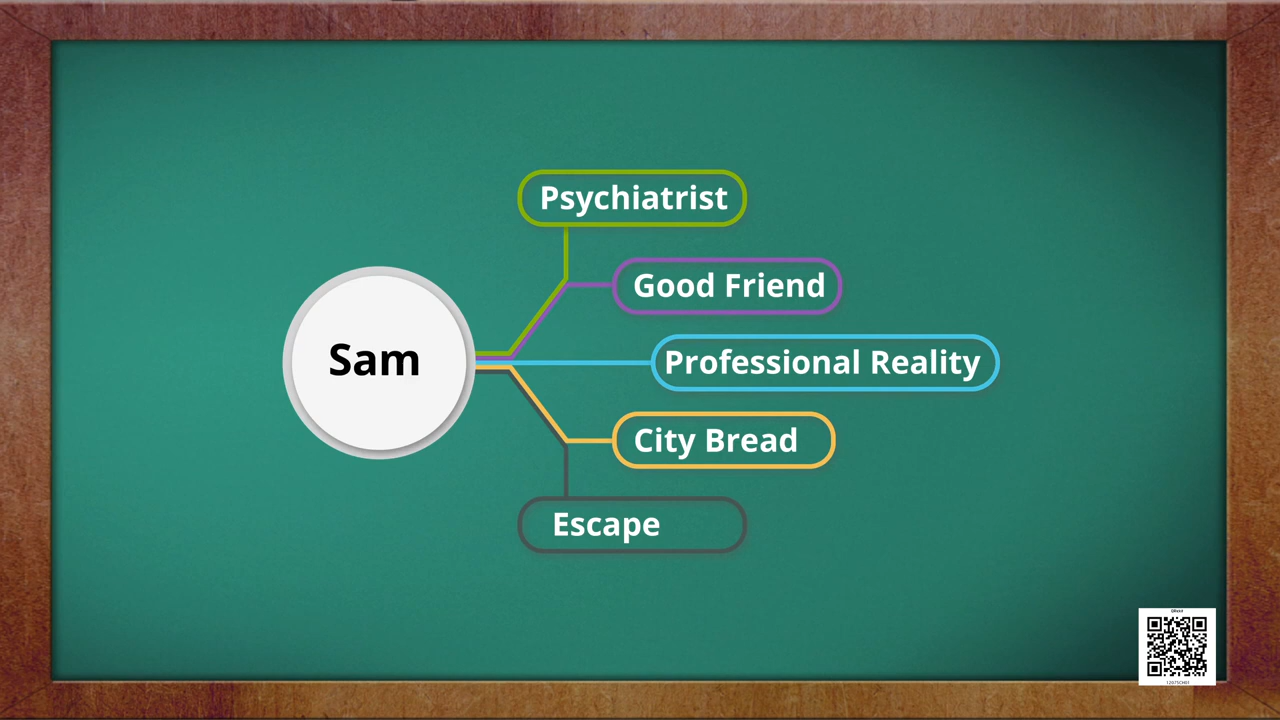 Psychiatrist
Good Friend
Sam
Professional Reality
City Bread
Escape